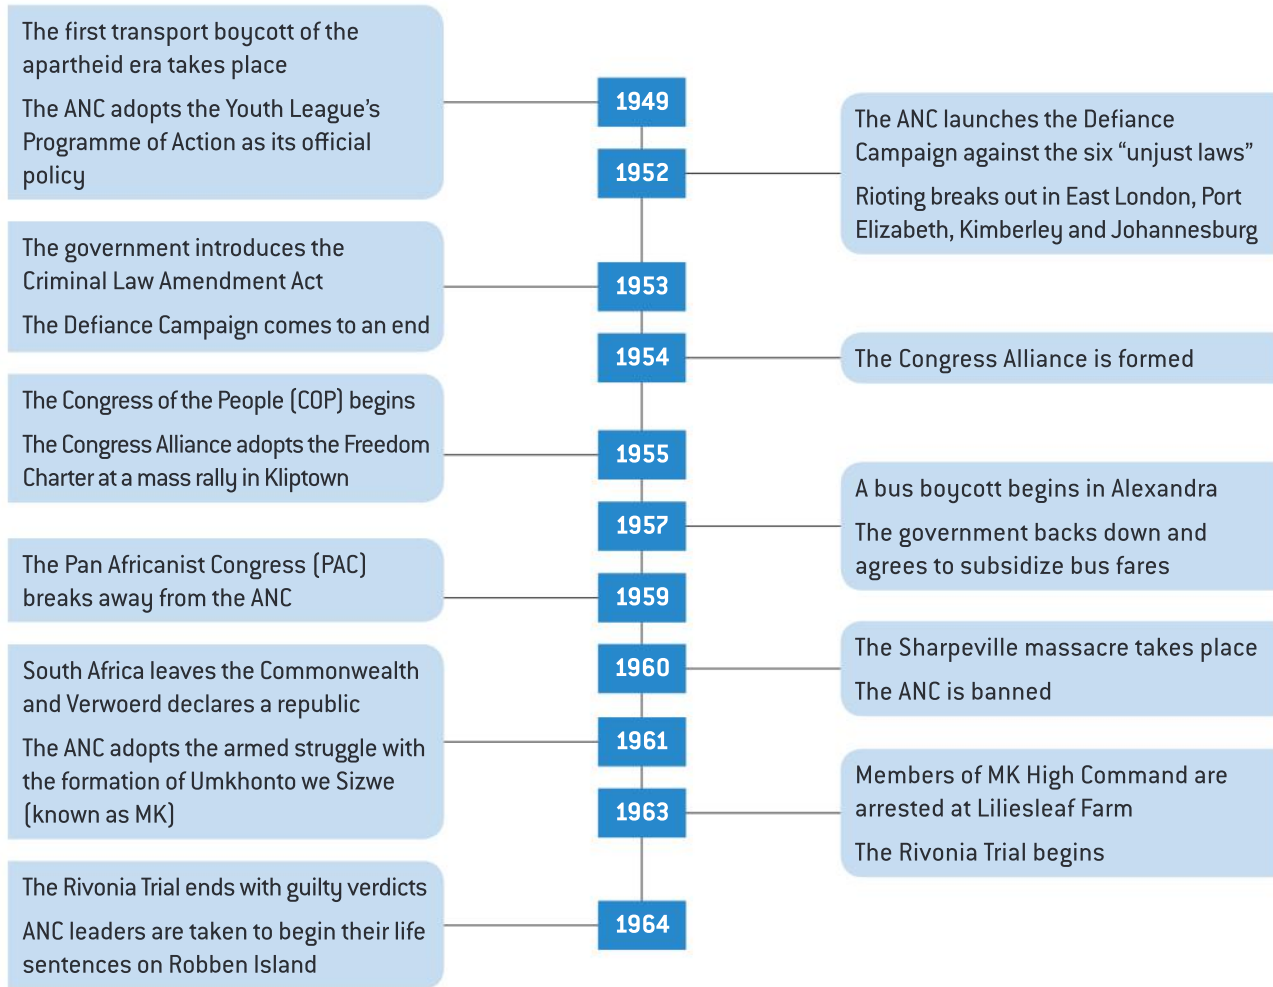 The first transport boycott of the
apartheid era takes place
The ANC adopts the Youth League’s
Programme of Action as its official
policy
1949
1952
The ANC launches the Defiance
Campaign against the six “unjust laws”
Rioting breaks out in East London, Port
Elizabeth, Kimberley and Johannesburg
The government introduces the
Criminal Law Amendment Act
The Defiance Campaign comes to an end
1953
1954
The Congress Alliance is formed
The Congress of the People (COP) begins
The Congress Alliance adopts the Freedom
Charter at a mass rally in Kliptown
1955
1957
A bus boycott begins in Alexandra
The government backs down and
agrees to subsidize bus fares
The Pan Africanist Congress (PAC)
breaks away from the ANC
1959
1960
The Sharpeville massacre takes place
The ANC is banned
South Africa leaves the Commonwealth
and Verwoerd declares a republic
The ANC adopts the armed struggle with
the formation of Umkhonto we Sizwe
(known as MK)
1961
1963
Members of MK High Command are
arrested at Liliesleaf Farm
The Rivonia Trial begins
The Rivonia Trial ends with guilty verdicts
ANC leaders are taken to begin their life
sentences on Robben Island
1964